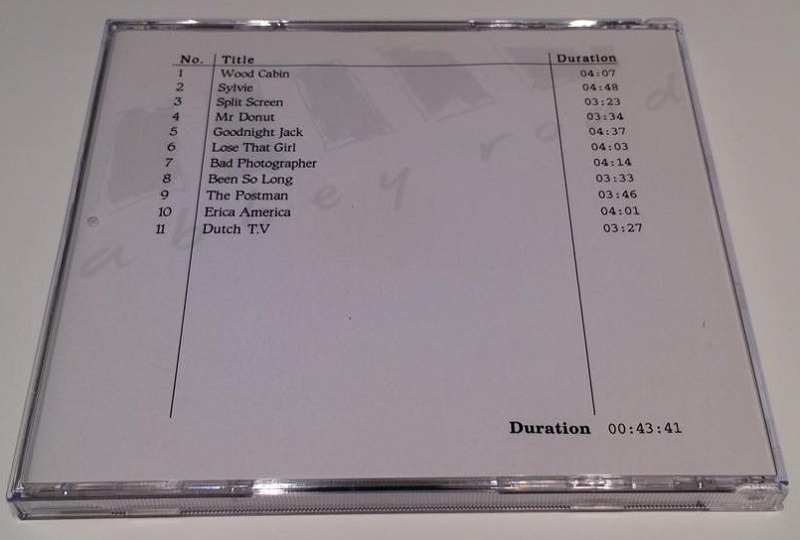 No. Title Duration
1 Wood Cabin 04:07
2 Sylvie 04:48
3 Split Screen 03:23
4 Mr Donut 03:34
5 Goodnight Jack 04:37
6 Lose That Girl 04:03
7 Bad Photographer 04:14
8 Been So Long 03:33
9 The Postman 03:46
10 Erica America 04:01
11 Dutch T.V 03:27
abbey road
Duration 00:43:41